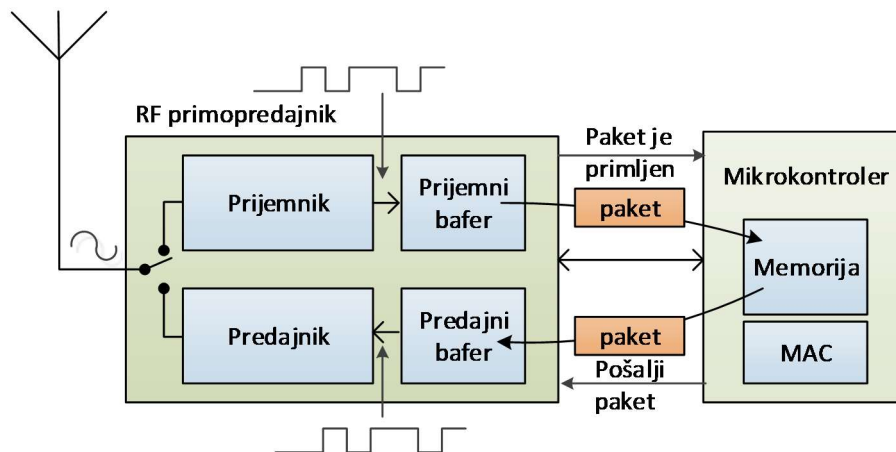 RF primopredajnik
Prijemnik
Prijemni
bafer
Predajnik
Predajni
bafer
Paket je
primljen
paket
paket
Pošalji
paket
Mikrokontroler
Memorija
MAC